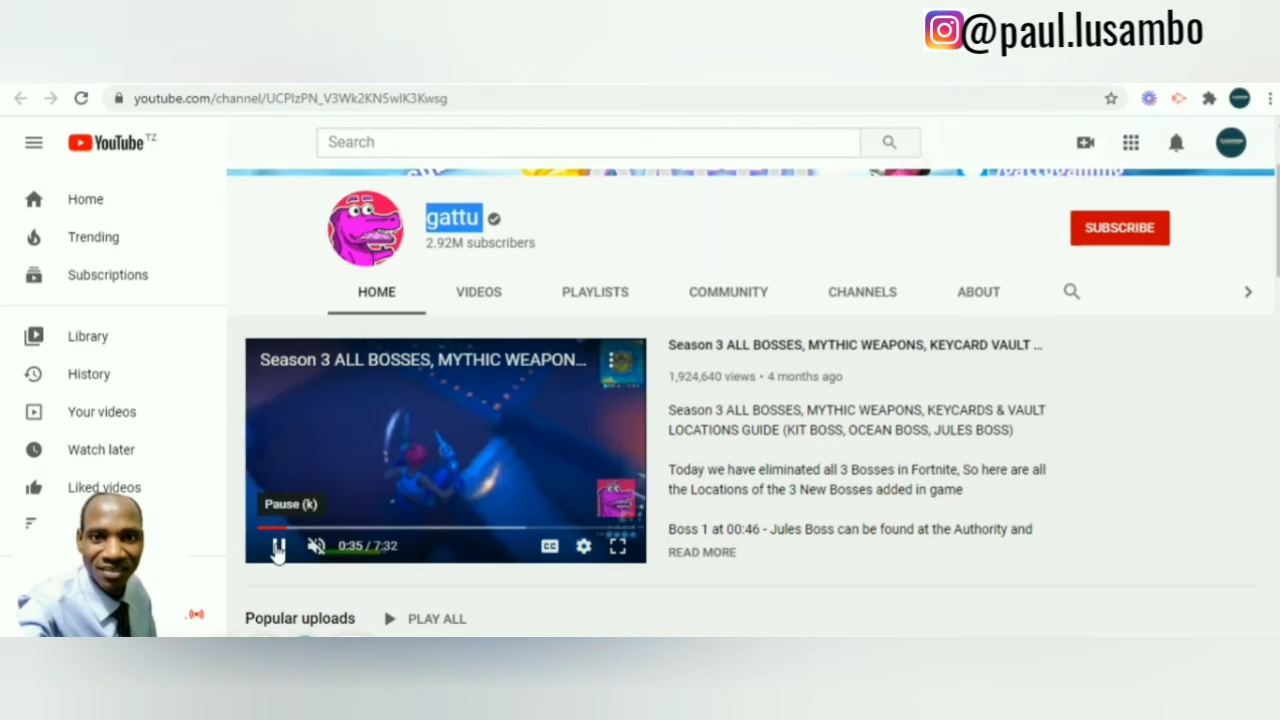 @paul.lusambo
youtube.com/channel/UCPIzPN_V3Wk2KN5wIK3Kwsg
YouTube TZ
Search
Home
Trending
Subscriptions
Library
History
Your videos
Watch later
Liked videos
gattu
2.92M subscribers
SUBSCRIBE
HOME VIDEOS PLAYLISTS COMMUNITY CHANNELS ABOUT
Season 3 ALL BOSSES, MYTHIC WEAPON...
Pause (k)
0:35 / 7:32
CC
Season 3 ALL BOSSES, MYTHIC WEAPONS, KEYCARD VAULT ...
1,924,640 views • 4 months ago
Season 3 ALL BOSSES, MYTHIC WEAPONS, KEYCARDS & VAULT
LOCATIONS GUIDE (KIT BOSS, OCEAN BOSS, JULES BOSS)
Today we have eliminated all 3 Bosses in Fortnite, So here are all
the Locations of the 3 New Bosses added in game
Boss 1 at 00:46 - Jules Boss can be found at the Authority and
READ MORE
Popular uploads
PLAY ALL